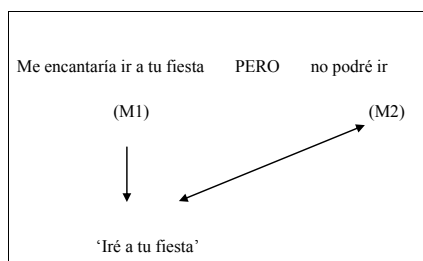 Me encantaría ir a tu fiesta PERO no podré ir
(M1) (M2)
‘Iré a tu fiesta’